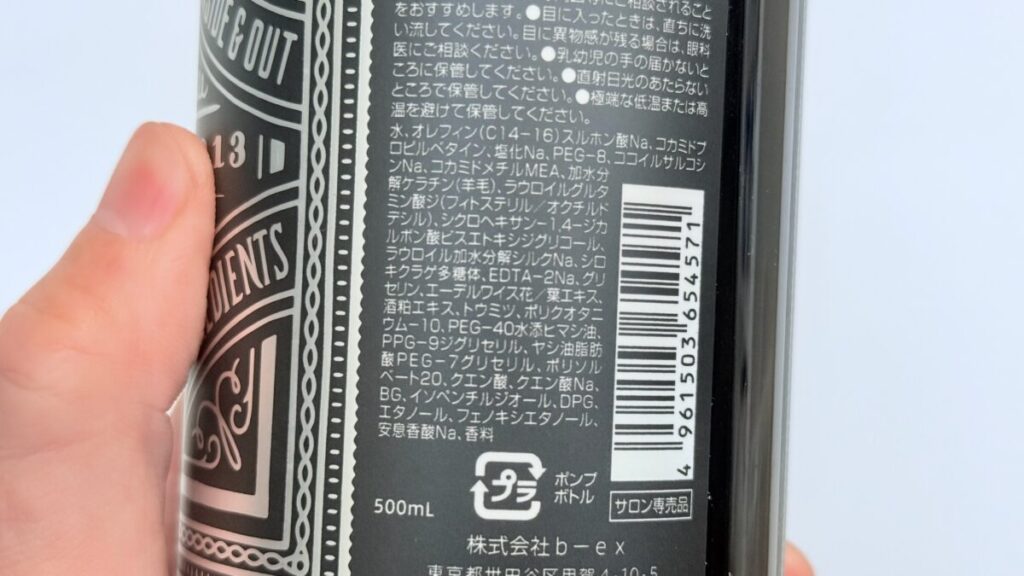 & OUT
13
EDIENTS
をおすすめします。●目に入ったときは、直ちに洗
い流してください。目に異物感が残る場合は、眼科
医にご相談ください。●乳幼児の手の届かないと
ころに保管してください。●直射日光のあたらない
ところで保管してください。●極端な低温または高
温を避けて保管してください。
水、オレフィン(C14-16)スルホン酸Na、コカミドプ
ロピルベタイン、塩化Na、PEG-8、ココイルサルコシ
ンNa、コカミドメチルMEA、加水分
解ケラチン(羊毛)、ラウロイルグルタ
ミン酸ジ(フィトステリル/オクチルド
デシル)、シクロヘキサン-1,4-ジカ
ルボン酸ビスエトキシジグリコール、
ラウロイル加水分解シルクNa、シロ
キクラゲ多糖体、EDTA-2Na、グリ
セリン、エーデルワイス花/葉エキス、
酒粕エキス、トウミツ、ポリクオタニ
ウム-10、PEG-40水添ヒマシ油、
PPG-9ジグリセリル、ヤシ油脂肪
酸PEG-7グリセリル、ポリソル
ベート20、クエン酸、クエン酸Na、
BG、イソペンチルジオール、DPG、
エタノール、フェノキシエタノール、
安息香酸Na、香料
4 961503 654571
500mL
プラ
ポンプ
ボトル
サロン専売品
株式会社b-ex
東京都世田谷区用賀4-10-5